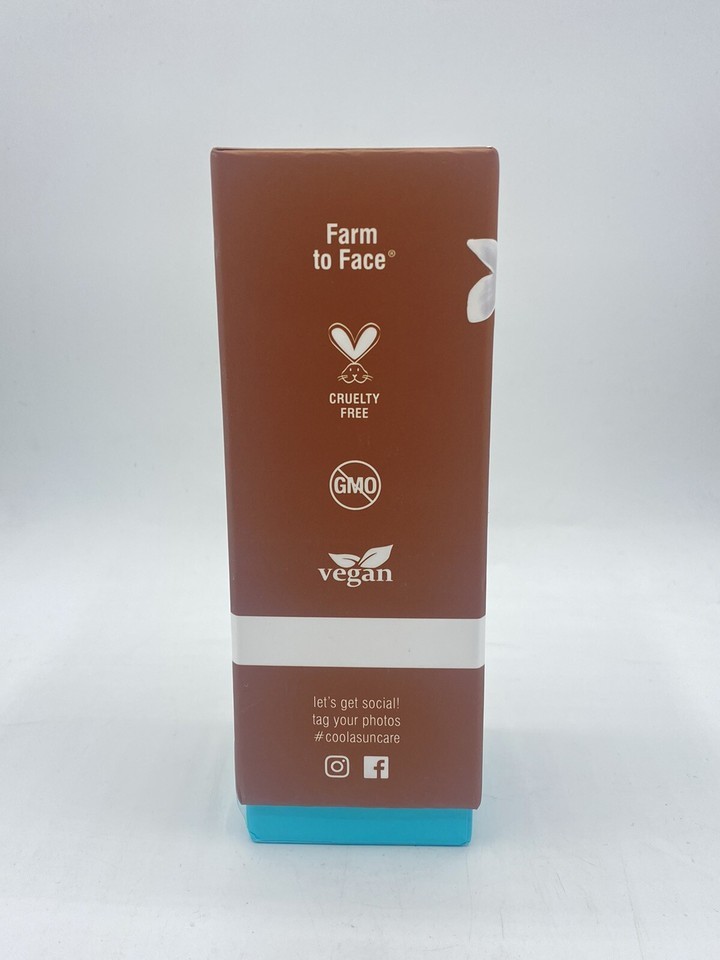 Farm
to Face®
CRUELTY
FREE
GMO
vegan
let's get social!
tag your photos
#coolasuncare